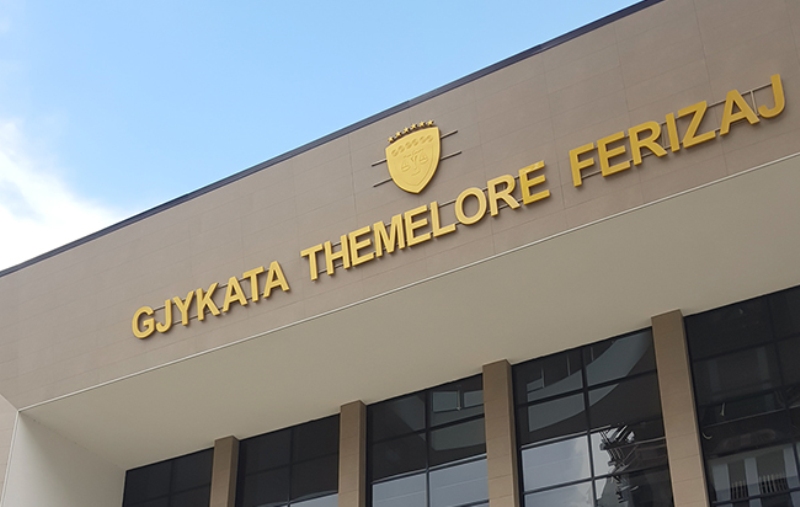 GJYKATA THEMELORE FERIZAJ